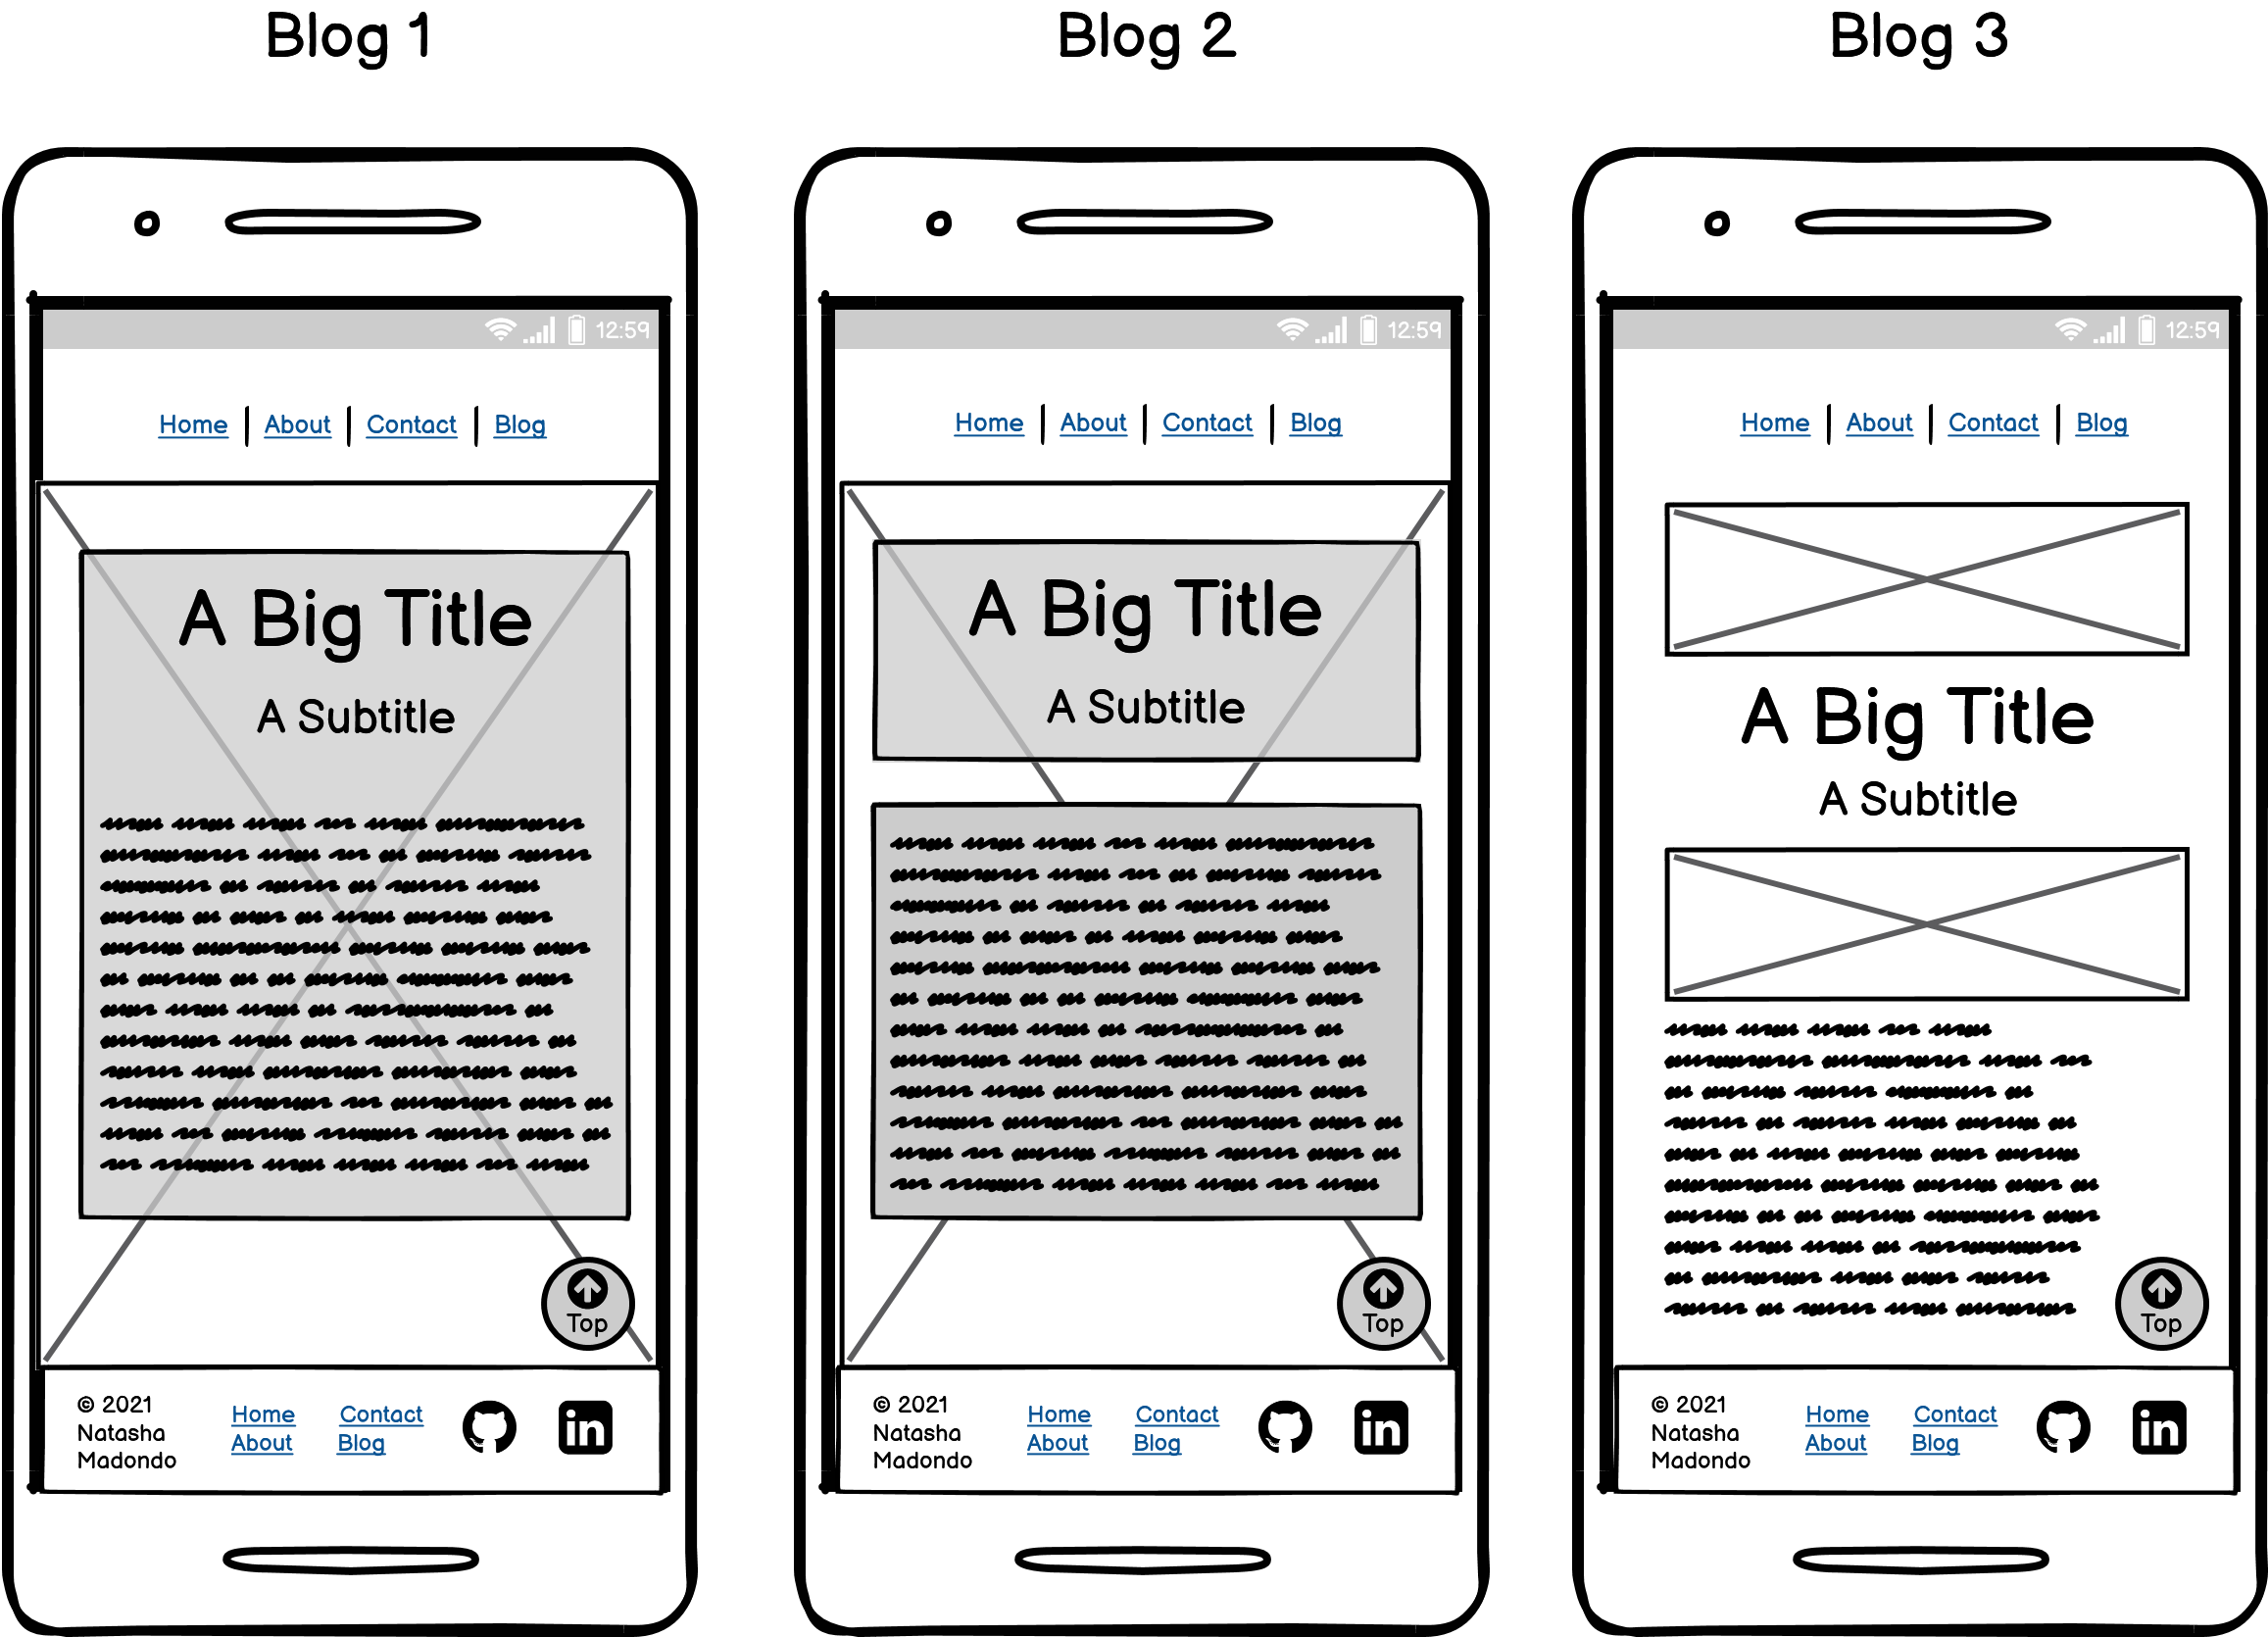 Blog 1
12:59
Home | About | Contact | Blog
A Big Title
A Subtitle
Top
© 2021
Natasha
Madondo
Home
About
Contact
Blog
in
Blog 2
12:59
Home | About | Contact | Blog
A Big Title
A Subtitle
Top
© 2021
Natasha
Madondo
Home
About
Contact
Blog
in
Blog 3
12:59
Home | About | Contact | Blog
A Big Title
A Subtitle
Top
© 2021
Natasha
Madondo
Home
About
Contact
Blog
in